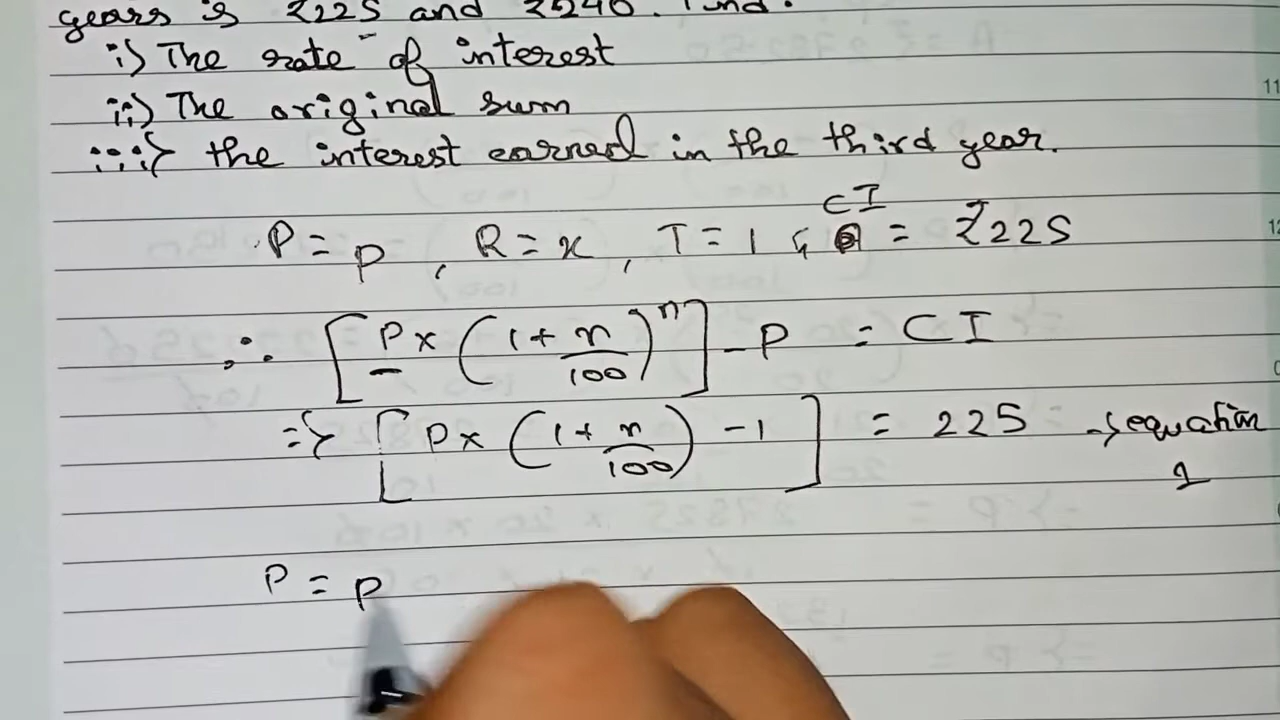 years is ₹225 and ₹240. Find:
i) The rate of interest
ii) The original sum
iii) the interest earned in the third year.
CI
P = P , R = x , T = 1 & = ₹225
∴ [P × (1 + n/100)^n] - P = CI
=> [P × (1 + n/100) - 1] = 225 → equation
1
P = P